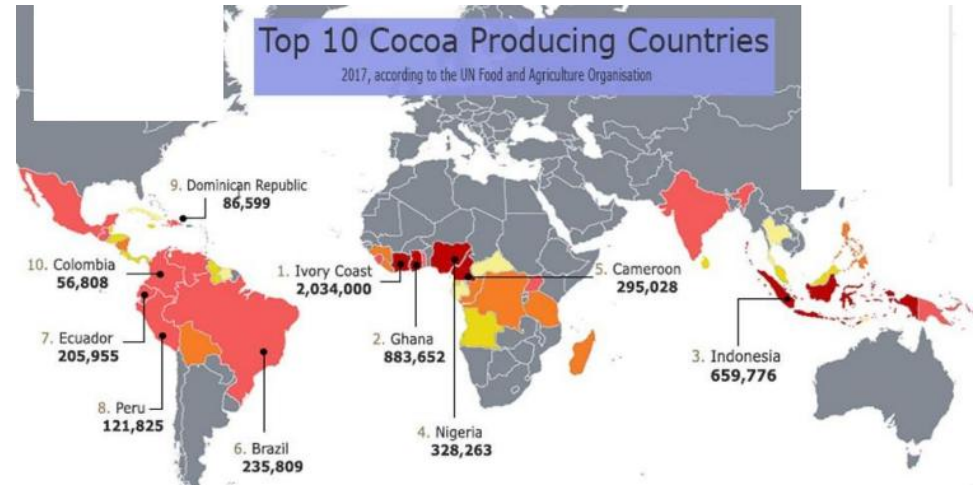 Top 10 Cocoa Producing Countries
2017, according to the UN Food and Agriculture Organisation
9. Dominican Republic
86,599
10. Colombia
56,808
1. Ivory Coast
2,034,000
5. Cameroon
295,028
7. Ecuador
205,955
2. Ghana
883,652
3. Indonesia
659,776
8. Peru
121,825
4. Nigeria
328,263
6. Brazil
235,809